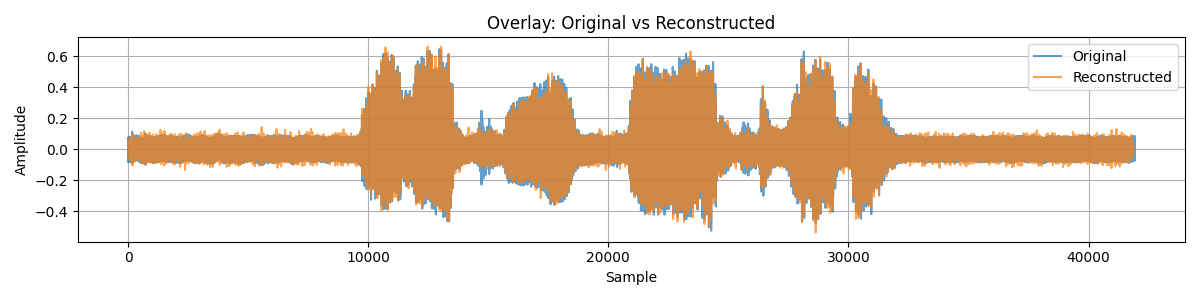 Overlay: Original vs Reconstructed
Original
Reconstructed
Amplitude
0.6
0.4
0.2
0.0
−0.2
−0.4
0 10000 20000 30000 40000
Sample